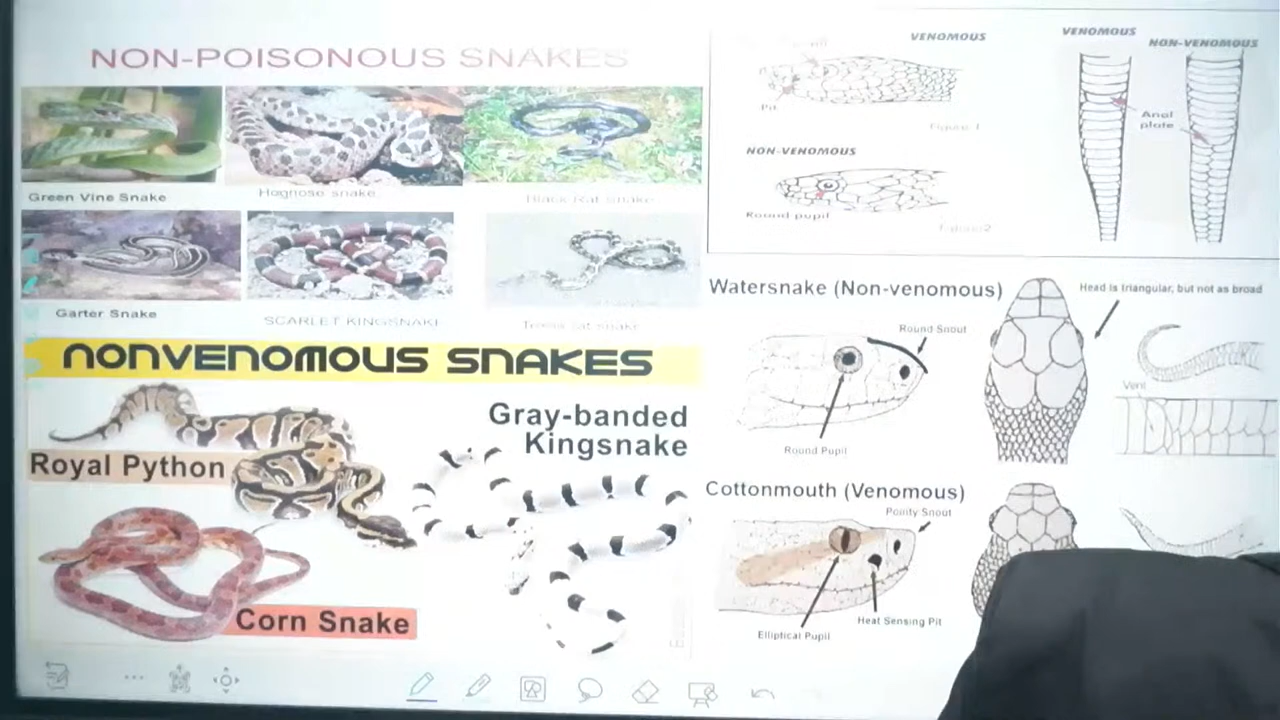 NON-POISONOUS SNAKES
Green Vine Snake
Hognose snake
Black Rat Snake
Garter Snake
SCARLET KINGSNAKE
NONVENOMOUS SNAKES
Royal Python
Gray-banded
Kingsnake
Corn Snake
VENOMOUS
Pit
Figure 1
NON-VENOMOUS
Round pupil
VENOMOUS
NON-VENOMOUS
Anal
plate
Watersnake (Non-venomous)
Head is triangular, but not as broad
Round Snout
Round Pupil
Vent
Cottonmouth (Venomous)
Pointy Snout
Elliptical Pupil
Heat Sensing Pit